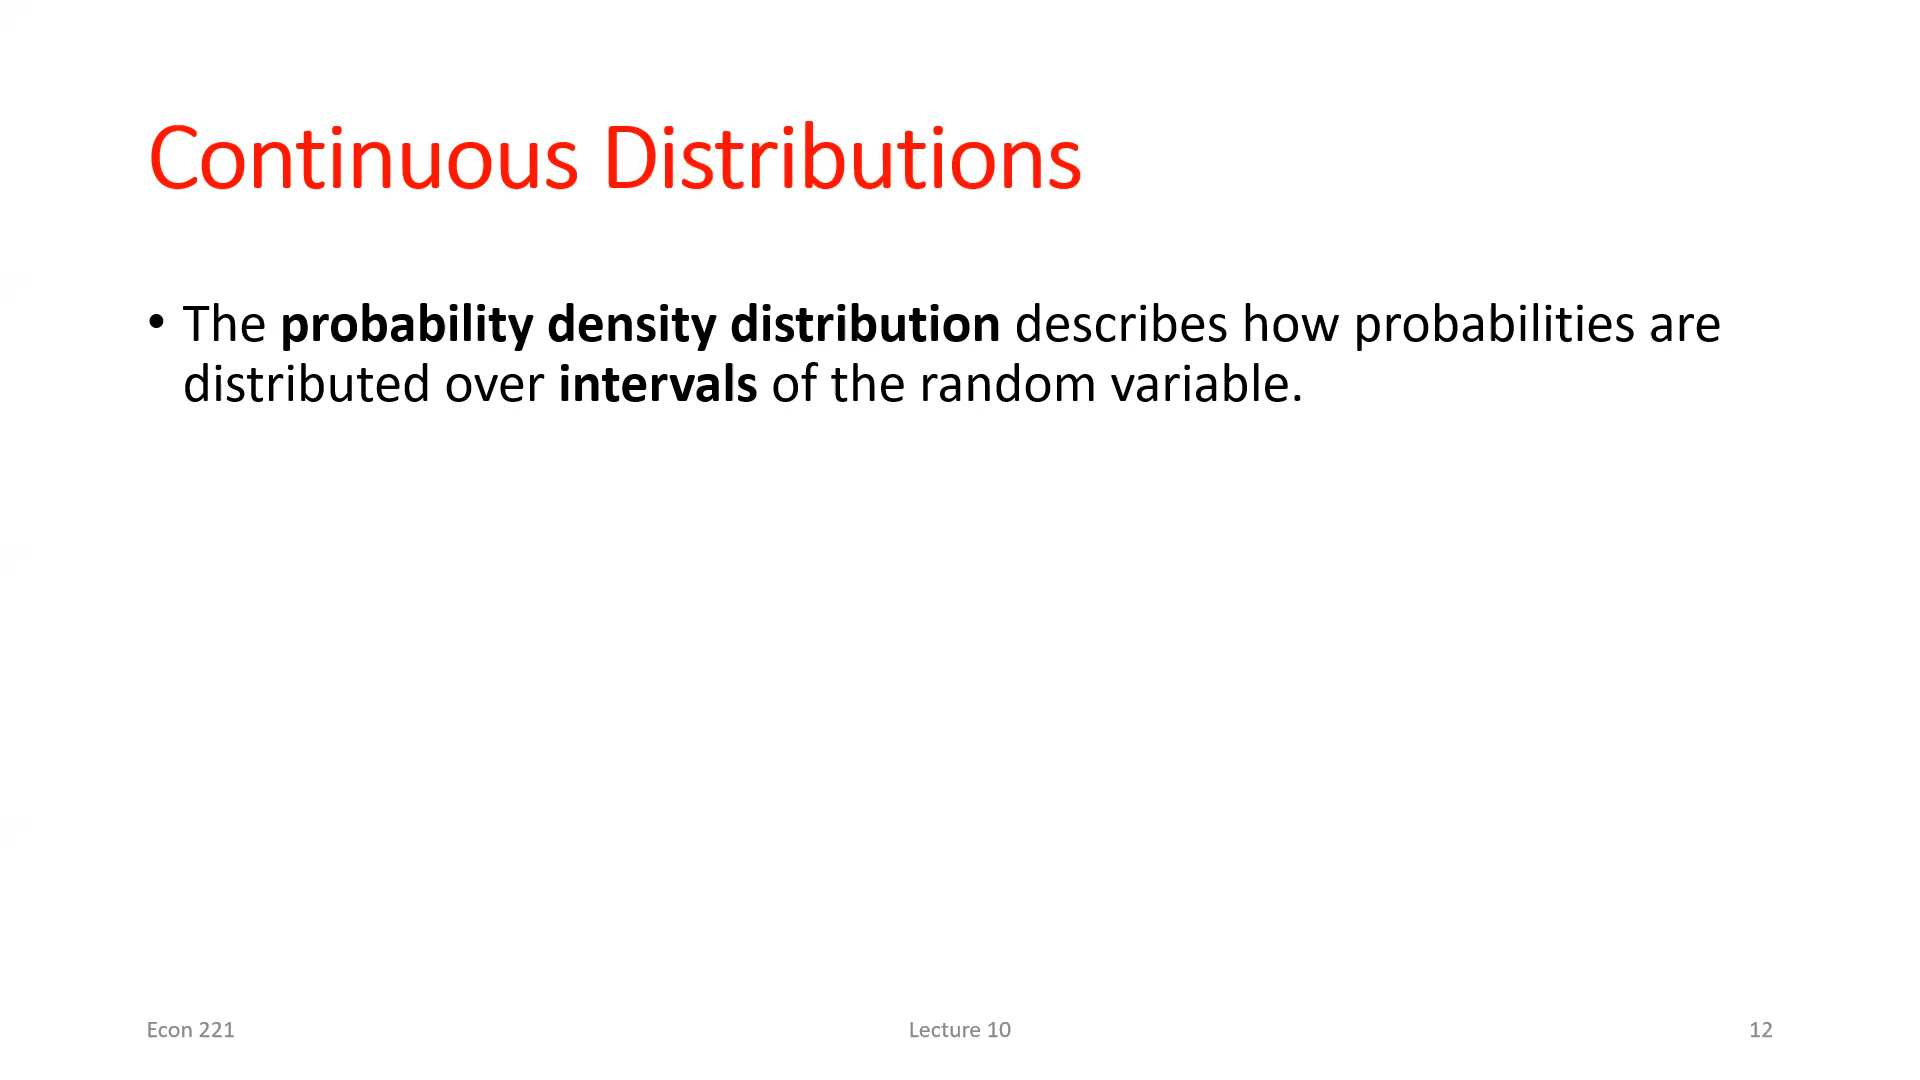 Continuous Distributions
• The probability density distribution describes how probabilities are
distributed over intervals of the random variable.
Econ 221
Lecture 10
12